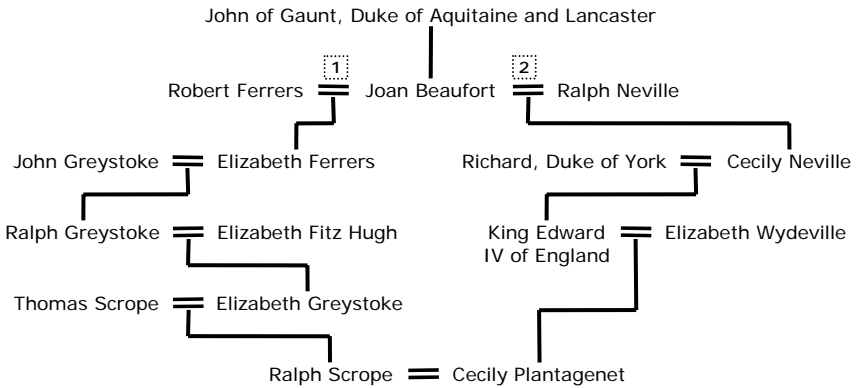 John of Gaunt, Duke of Aquitaine and Lancaster
1 2
Robert Ferrers Joan Beaufort Ralph Neville
John Greystoke Elizabeth Ferrers Richard, Duke of York Cecily Neville
Ralph Greystoke Elizabeth Fitz Hugh King Edward Elizabeth Wydeville
IV of England
Thomas Scrope Elizabeth Greystoke
Ralph Scrope Cecily Plantagenet